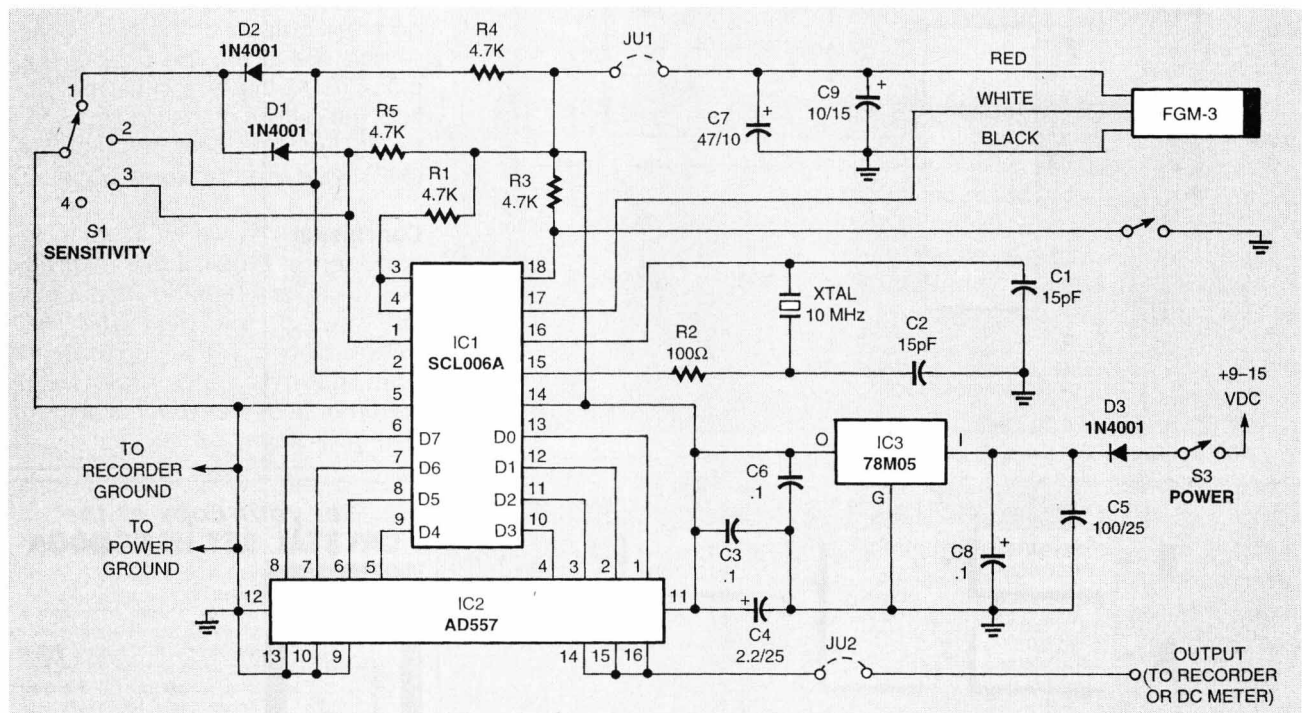 D2
1N4001
R4
4.7K
JU1
RED
WHITE
BLACK
FGM-3
C9
10/15
C7
47/10
+
+
1
2
3
4
S1
SENSITIVITY
D1
1N4001
R5
4.7K
R1
4.7K
R3
4.7K
3
4
1
2
5
6
7
8
9
D7
D6
D5
D4
IC1
SCL006A
18
17
16
15
14
13
12
11
10
D0
D1
D2
D3
R2
100Ω
XTAL
10 MHz
C1
15pF
C2
15pF
+9–15
VDC
D3
1N4001
S3
POWER
O
IC3
78M05
I
G
C6
.1
C3
.1
+
C4
2.2/25
C8
.1
+
C5
100/25
TO
RECORDER
GROUND
TO
POWER
GROUND
8
7
6
5
4
3
2
1
12
IC2
AD557
11
13
10
9
14
15
16
JU2
OUTPUT
(TO RECORDER
OR DC METER)